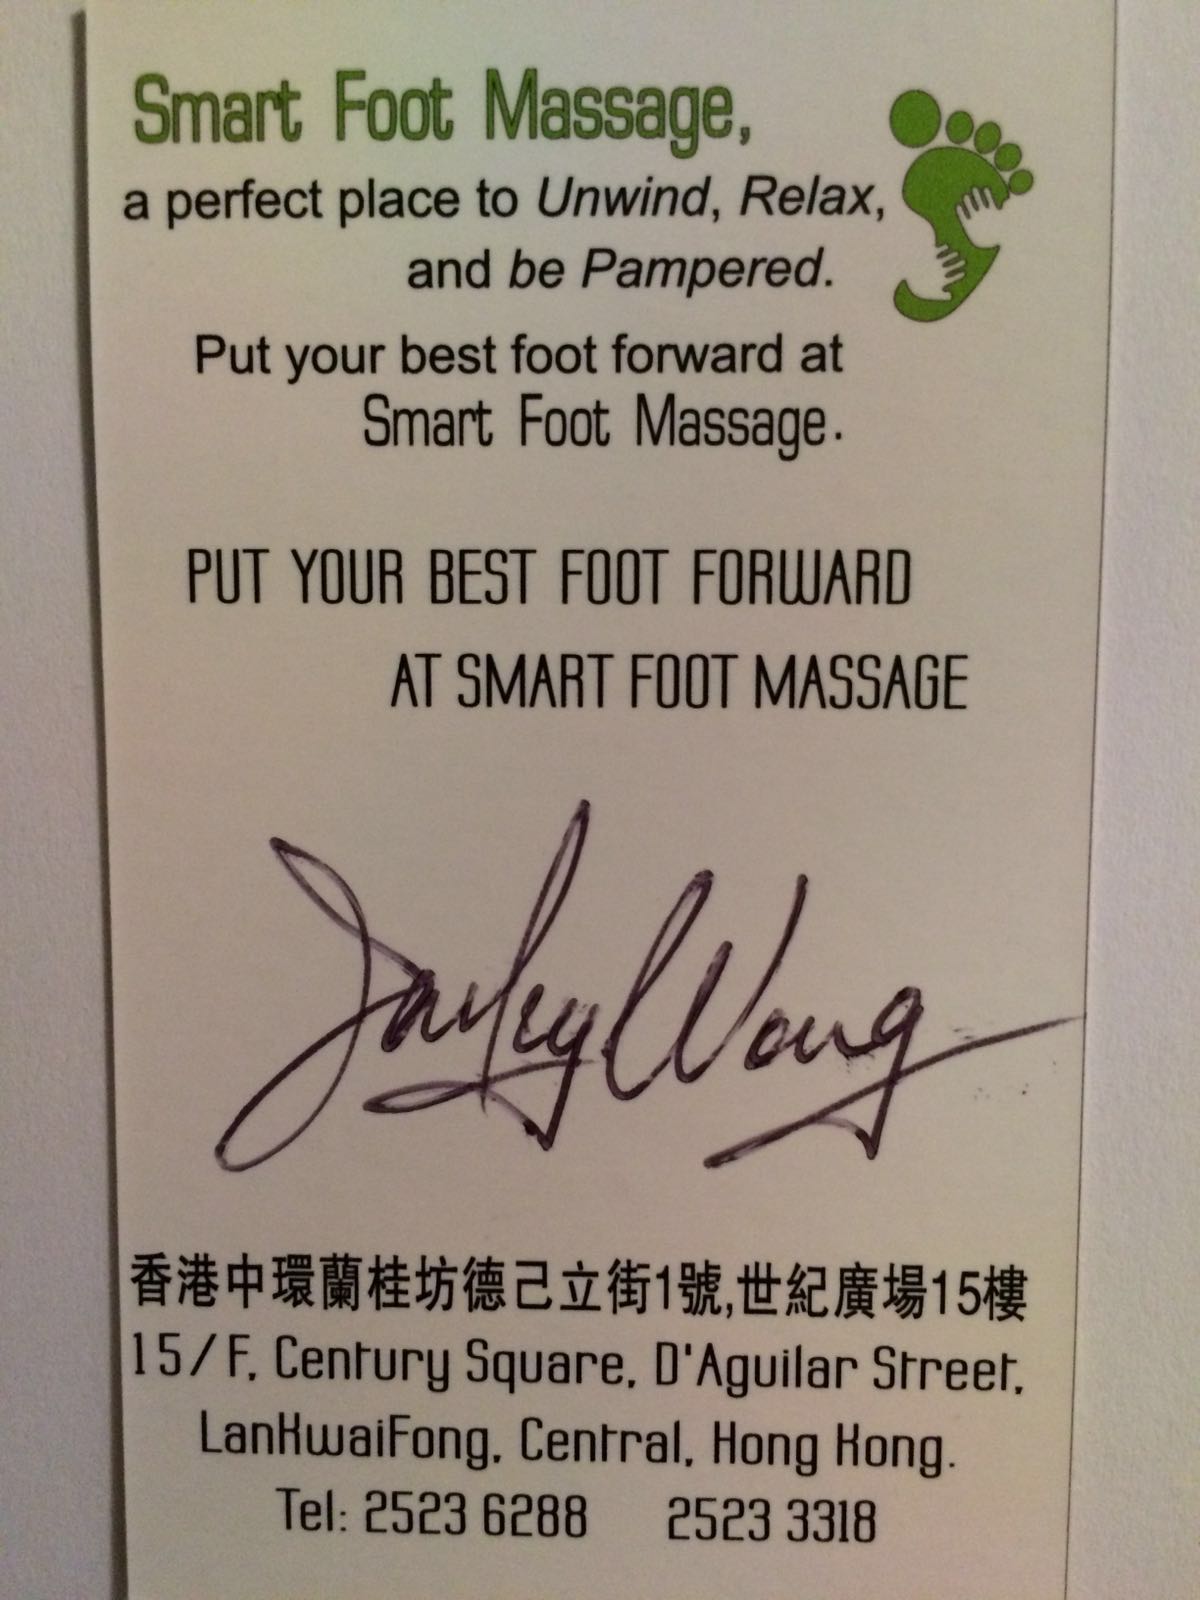 Smart Foot Massage,
a perfect place to Unwind, Relax,
and be Pampered.
Put your best foot forward at
Smart Foot Massage.
PUT YOUR BEST FOOT FORWARD
AT SMART FOOT MASSAGE
Wong
香港中環蘭桂坊德己立街1號,世紀廣場15樓
15/F, Century Square, D'Aguilar Street,
LanKwaiFong, Central, Hong Kong.
Tel: 2523 6288 2523 3318